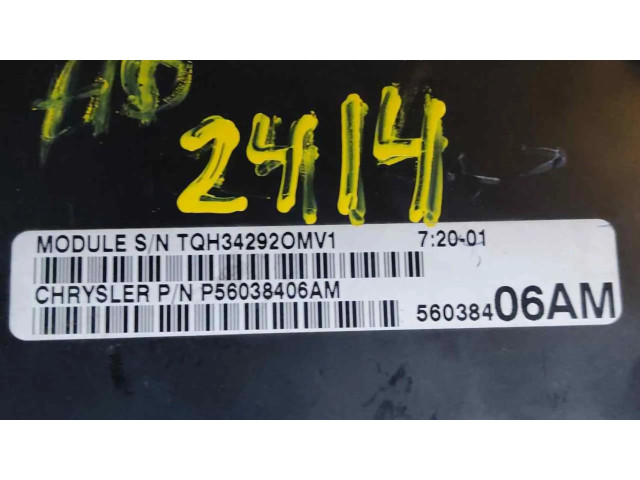 2414
MODULE S/N TQH34292OMV1 7:20-01
CHRYSLER P/N P56038406AM
56038406AM